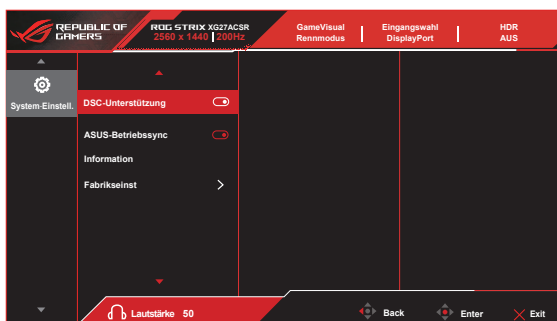 REPUBLIC OF
GAMERS
ROG STRIX XG27ACSR
2560 x 1440 200Hz
GameVisual
Rennmodus
Eingangswahl
DisplayPort
HDR
AUS
System-Einstell.
DSC-Unterstützung
ASUS-Betriebssync
Information
Fabrikseinst
Lautstärke 50
Back
Enter
Exit